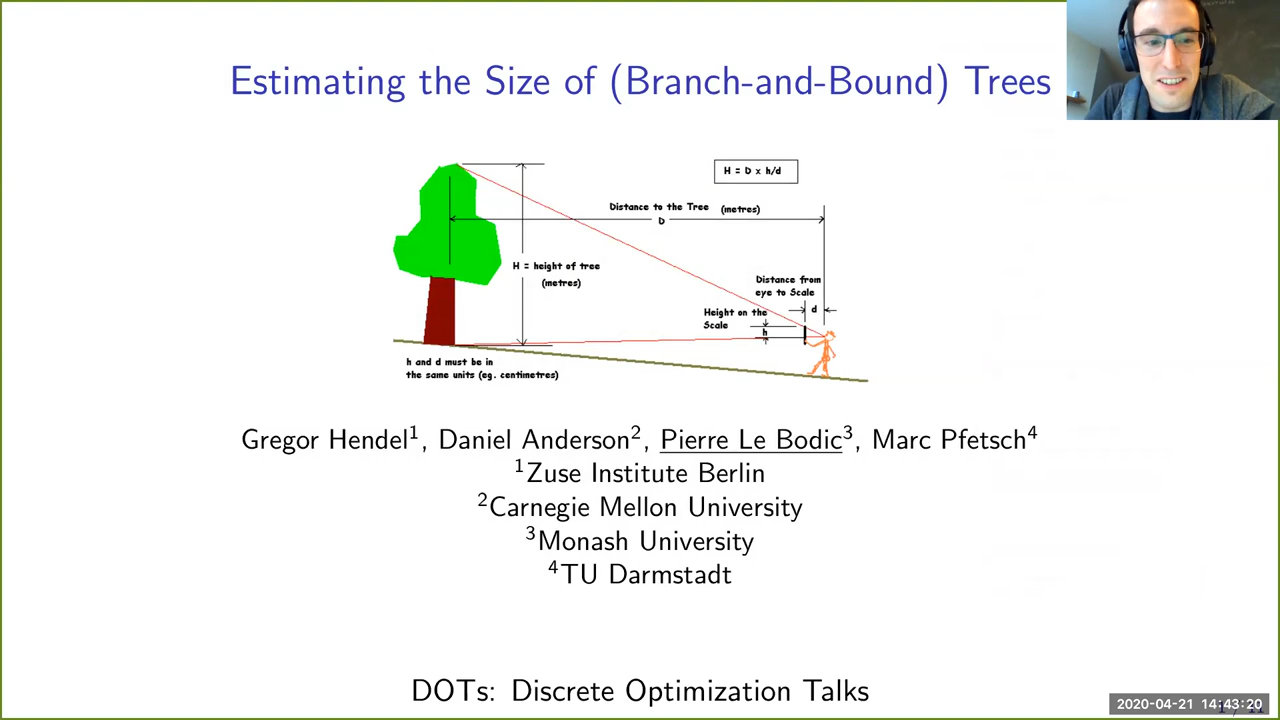 Estimating the Size of (Branch-and-Bound) Trees
H = D x h/d
Distance to the Tree (metres)
D
H = height of tree
(metres)
Distance from
eye to Scale
d
Height on the
Scale
h
h and d must be in
the same units (eg. centimetres)
Gregor Hendel¹, Daniel Anderson², Pierre Le Bodic³, Marc Pfetsch⁴
¹Zuse Institute Berlin
²Carnegie Mellon University
³Monash University
⁴TU Darmstadt
DOTs: Discrete Optimization Talks
2020-04-21 14:43:20